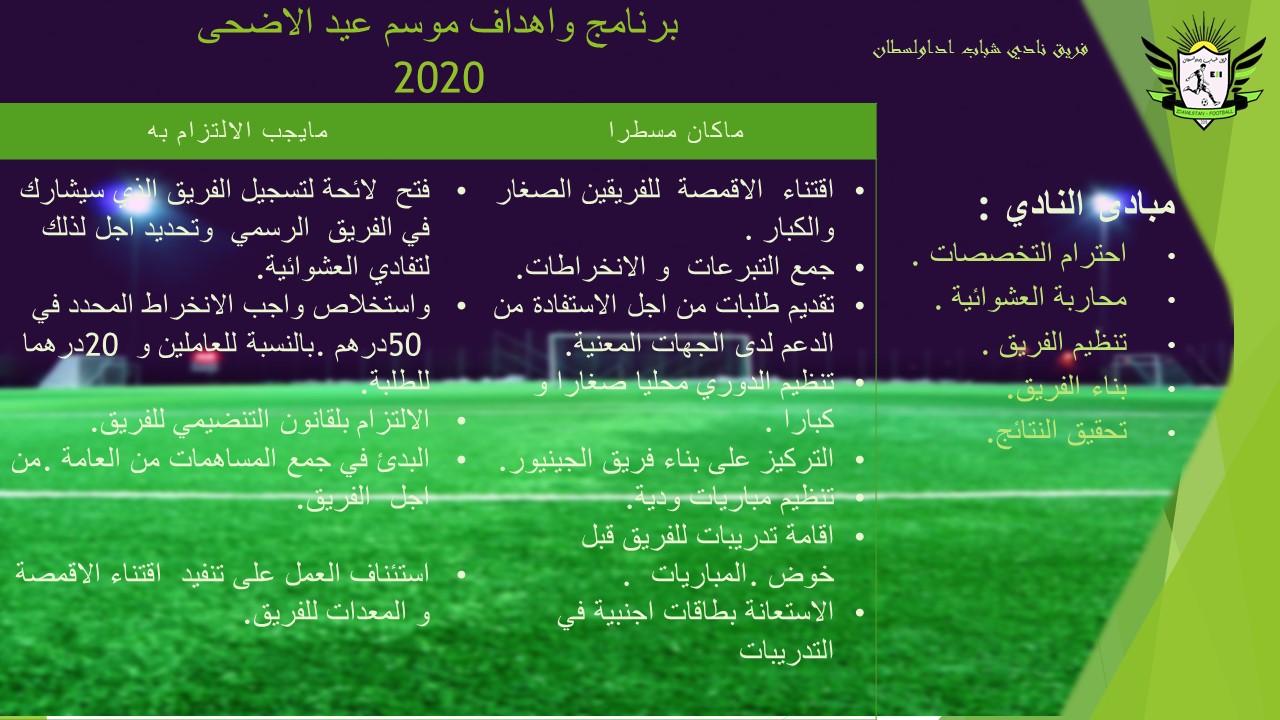 برنامج واهداف موسم عيد الاضحى
2020
فريق نادي شباب اداولسطان
IDAWLSTAN - FOOTBALL
مبادئ النادي :
• احترام التخصصات .
• محاربة العشوائية .
• تنظيم الفريق .
• بناء الفريق.
• تحقيق النتائج.
ماكان مسطرا
• اقتناء الاقمصة للفريقين الصغار
والكبار .
• جمع التبرعات و الانخراطات.
• تقديم طلبات من اجل الاستفادة من
الدعم لدى الجهات المعنية.
• تنظيم الدوري محليا صغارا و
كبارا .
• التركيز على بناء فريق الجينيور.
• تنظيم مباريات ودية.
• اقامة تدريبات للفريق قبل
خوض .المباريات .
• الاستعانة بطاقات اجنبية في
التدريبات
مايجب الالتزام به
• فتح لائحة لتسجيل الفريق الذي سيشارك
في الفريق الرسمي وتحديد اجل لذلك
لتفادي العشوائية.
• واستخلاص واجب الانخراط المحدد في
50درهم .بالنسبة للعاملين و 20درهما
للطلبة.
• الالتزام بلقانون التنضيمي للفريق.
• البدئ في جمع المساهمات من العامة .من
اجل الفريق.
• استئناف العمل على تنفيد اقتناء الاقمصة
و المعدات للفريق.